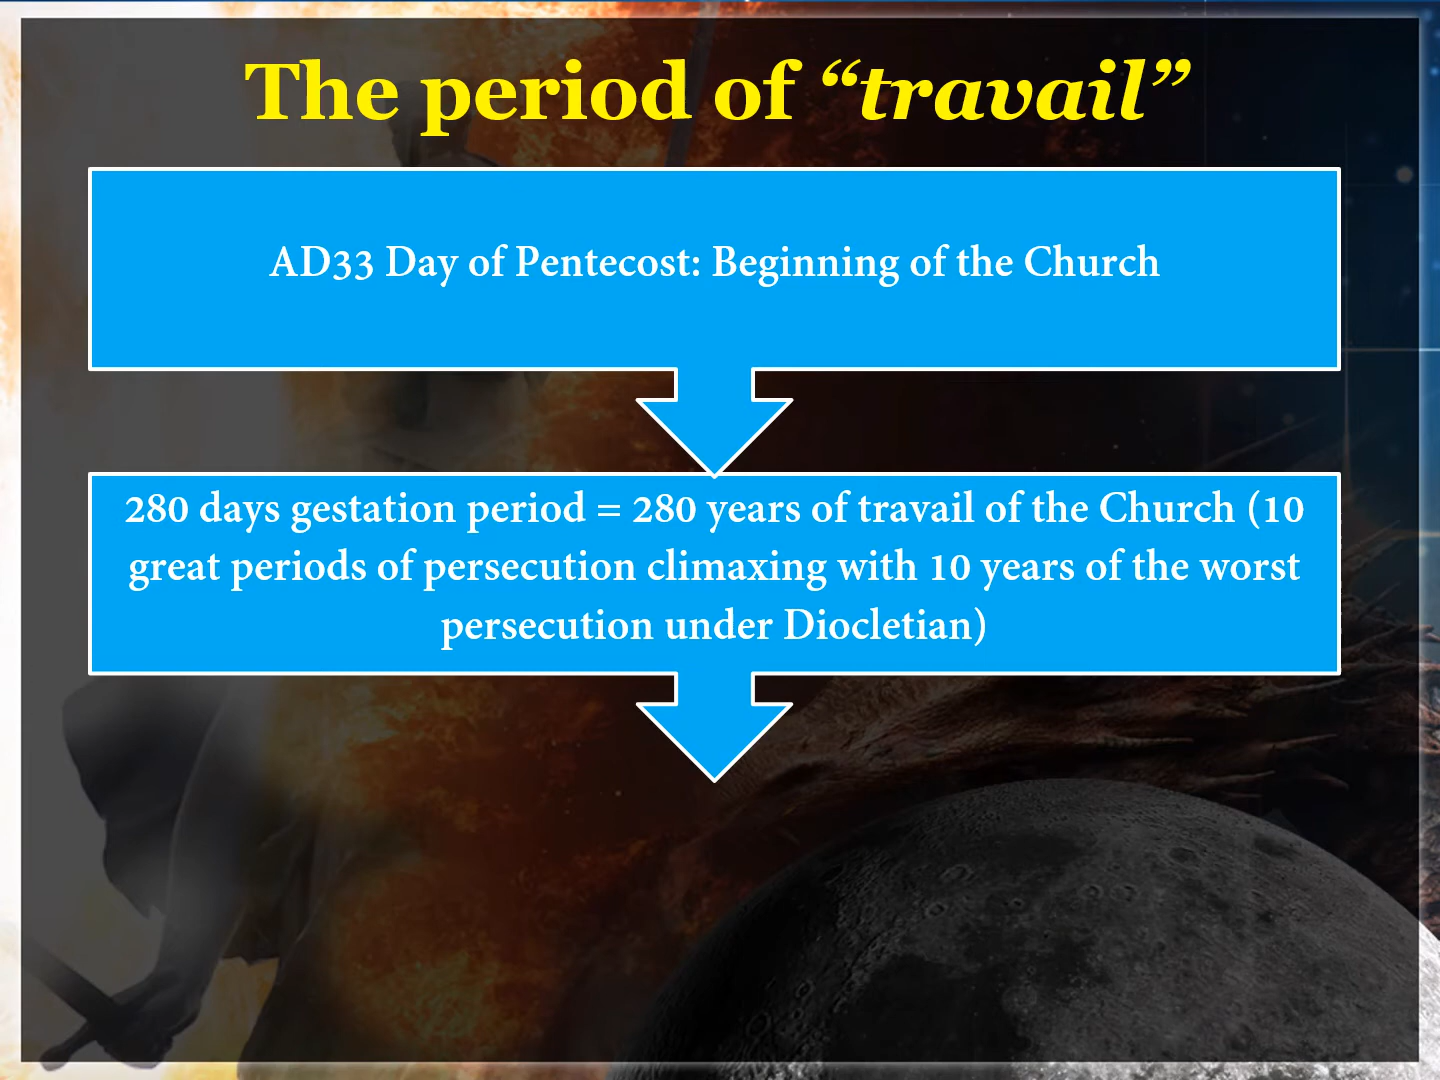 The period of “travail”
AD33 Day of Pentecost: Beginning of the Church
280 days gestation period = 280 years of travail of the Church (10
great periods of persecution climaxing with 10 years of the worst
persecution under Diocletian)